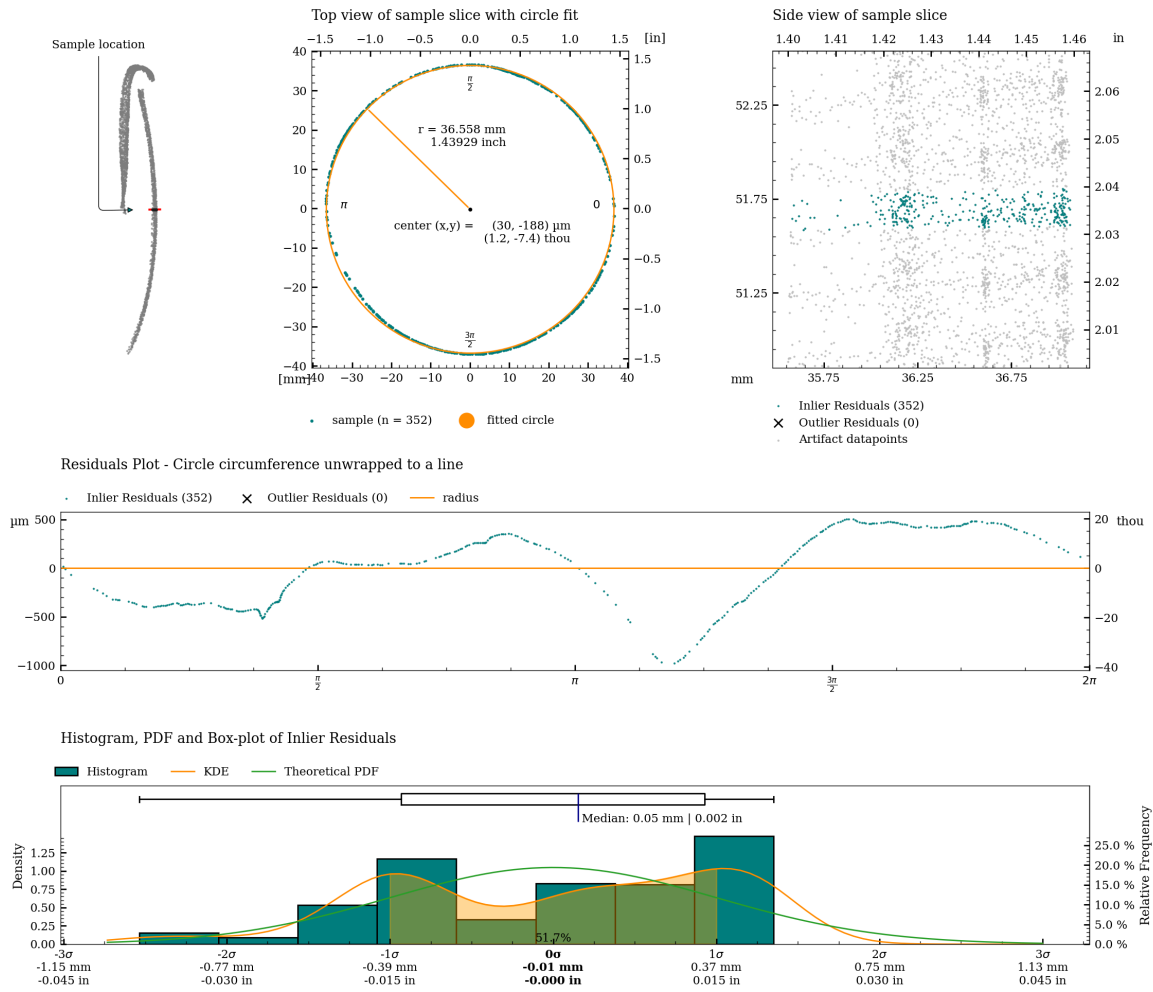 Sample location
Top view of sample slice with circle fit
−1.5 −1.0 −0.5 0.0 0.5 1.0 1.5 [in]
40
30
20
10
0
−10
−20
−30
−40
[mm]
−40 −30 −20 −10 0 10 20 30 40
1.5
1.0
0.5
0.0
−0.5
−1.0
−1.5
π/2
r = 36.558 mm
1.43929 inch
π
0
center (x,y) = (30, -188) µm
(1.2, -7.4) thou
3π/2
sample (n = 352) fitted circle
Side view of sample slice
1.40 1.41 1.42 1.43 1.44 1.45 1.46 in
52.25
51.75
51.25
2.06
2.05
2.04
2.03
2.02
2.01
mm 35.75 36.25 36.75
Inlier Residuals (352)
Outlier Residuals (0)
Artifact datapoints
Residuals Plot - Circle circumference unwrapped to a line
Inlier Residuals (352) Outlier Residuals (0) radius
µm 500
0
−500
−1000
20 thou
0
−20
−40
0 π/2 π 3π/2 2π
Histogram, PDF and Box-plot of Inlier Residuals
Histogram KDE Theoretical PDF
Median: 0.05 mm | 0.002 in
Density
1.25
1.00
0.75
0.50
0.25
0.00
25.0 %
20.0 %
15.0 %
10.0 %
5.0 %
0.0 %
Relative Frequency
51.7%
-3σ -2σ -1σ 0σ 1σ 2σ 3σ
-1.15 mm -0.77 mm -0.39 mm -0.01 mm 0.37 mm 0.75 mm 1.13 mm
-0.045 in -0.030 in -0.015 in -0.000 in 0.015 in 0.030 in 0.045 in